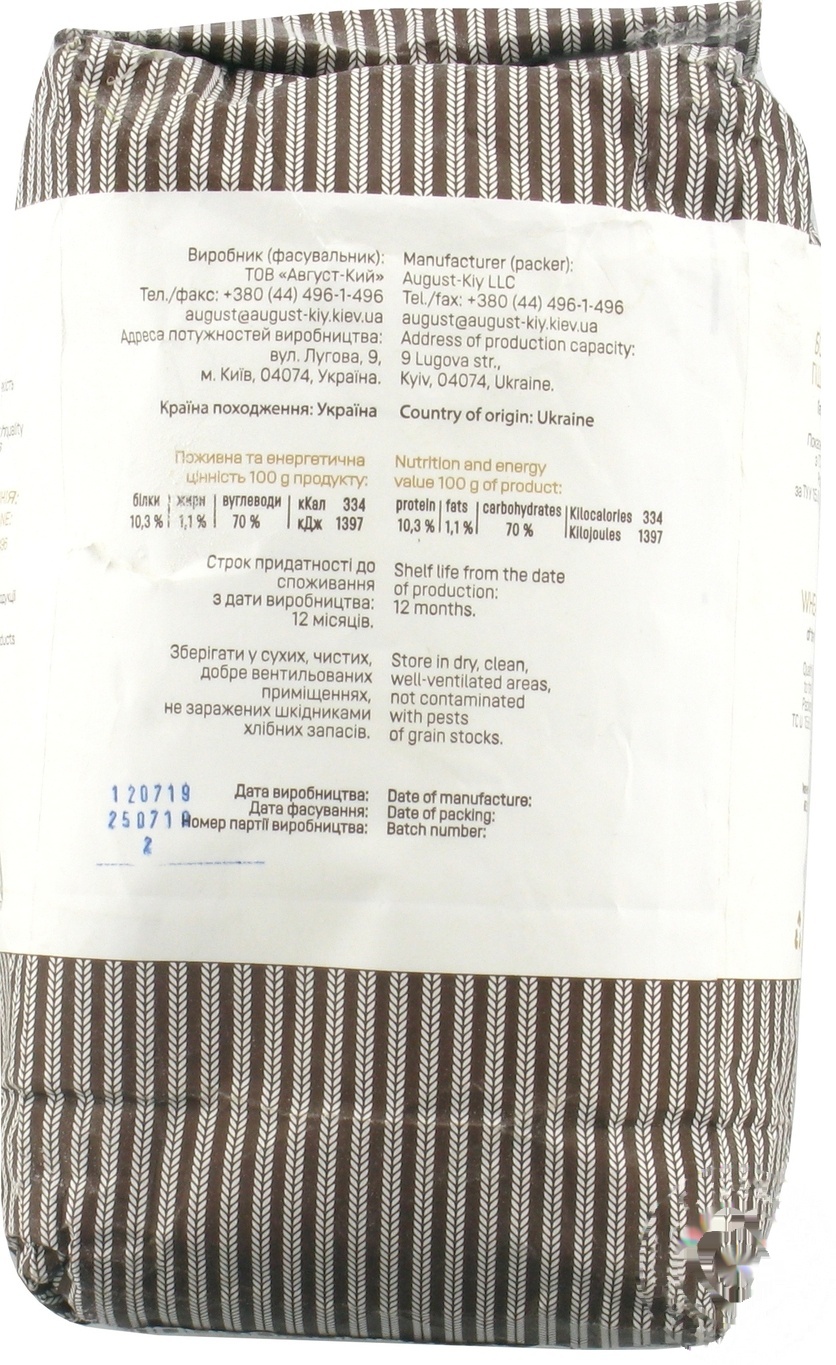 Виробник (фасувальник):
ТОВ «Август-Кий»
Тел./факс: +380 (44) 496-1-496
august@august-kiy.kiev.ua
Адреса потужностей виробництва:
вул. Лугова, 9,
м. Київ, 04074, Україна.
Країна походження: Україна
Поживна та енергетична
цінність 100 g продукту:
білки жири вуглеводи кКал 334
10,3 % 1,1 % 70 % кДж 1397
Строк придатності до
споживання
з дати виробництва:
12 місяців.
Зберігати у сухих, чистих,
добре вентильованих
приміщеннях,
не заражених шкідниками
хлібних запасів.
120719 Дата виробництва:
Дата фасування:
250719 Номер партії виробництва:
2
Manufacturer (packer):
August-Kiy LLC
Tel./fax: +380 (44) 496-1-496
august@august-kiy.kiev.ua
Address of production capacity:
9 Lugova str.,
Kyiv, 04074, Ukraine.
Country of origin: Ukraine
Nutrition and energy
value 100 g of product:
protein fats carbohydrates Kilocalories 334
10,3 % 1,1 % 70 % Kilojoules 1397
Shelf life from the date
of production:
12 months.
Store in dry, clean,
well-ventilated areas,
not contaminated
with pests
of grain stocks.
Date of manufacture:
Date of packing:
Batch number: